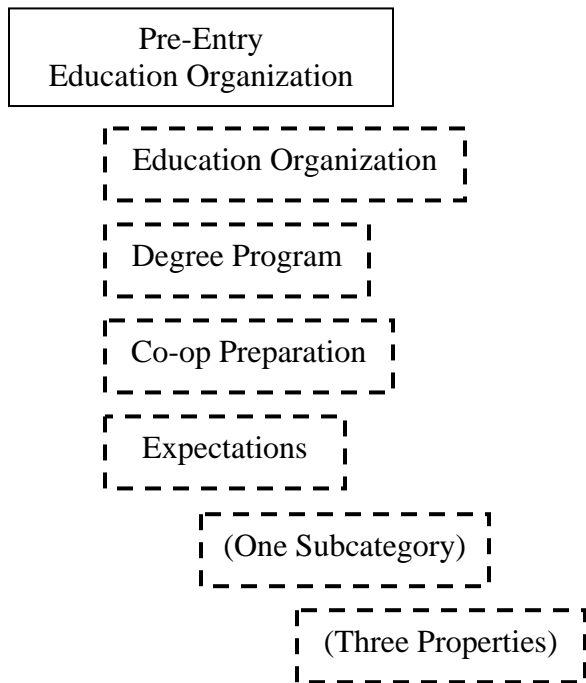 Pre-Entry
Education Organization
Education Organization
Degree Program
Co-op Preparation
Expectations
(One Subcategory)
(Three Properties)